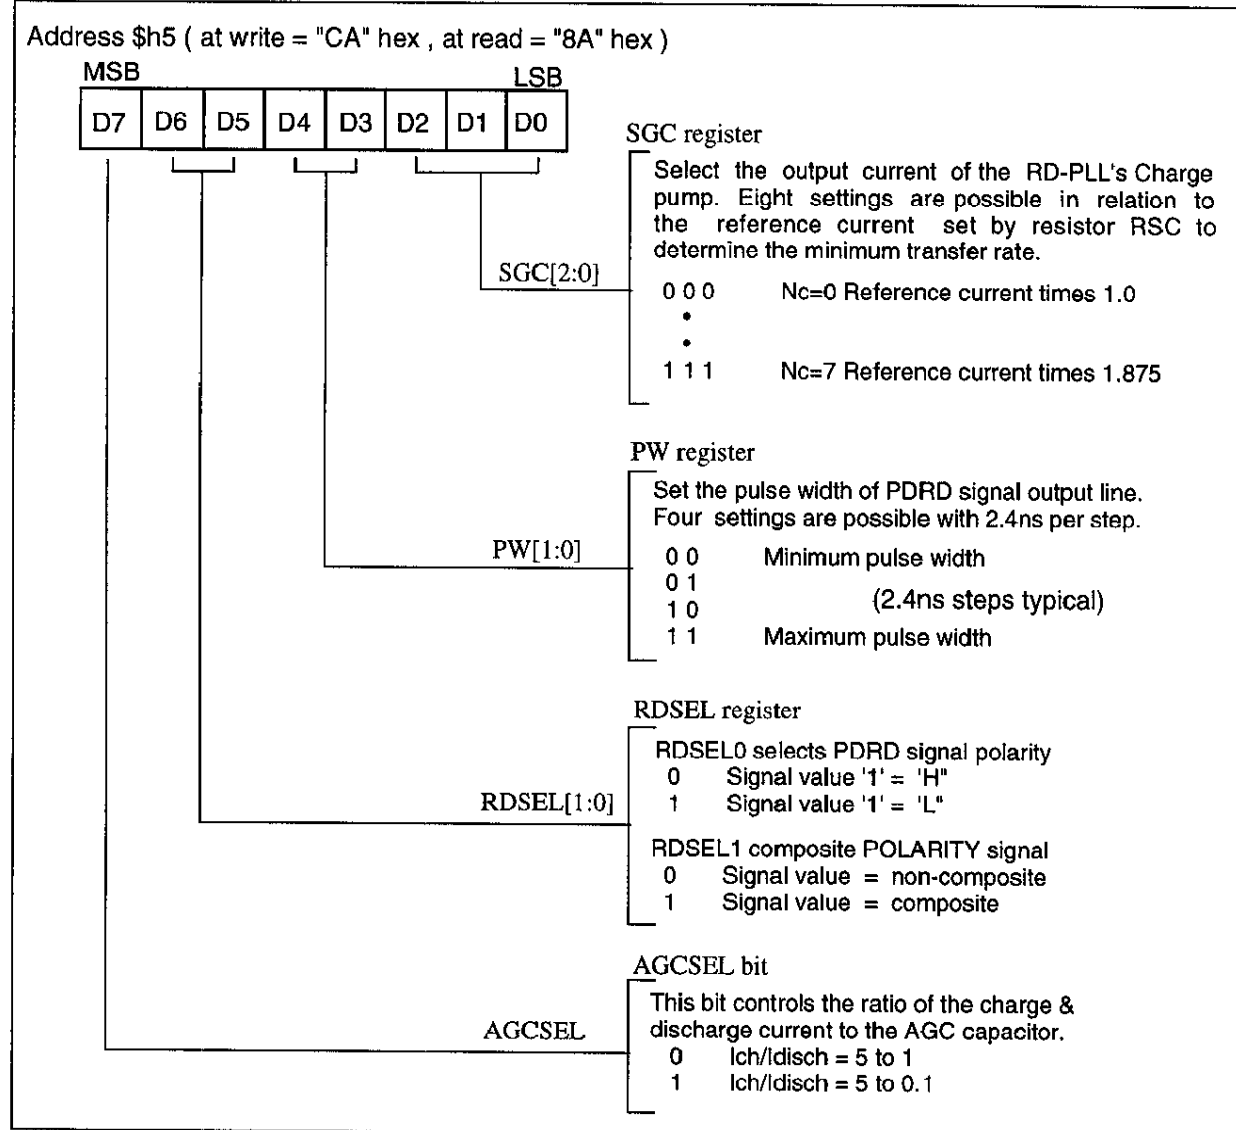 Address $h5 ( at write = "CA" hex , at read = "8A" hex )
MSB LSB
D7 D6 D5 D4 D3 D2 D1 D0
SGC register
Select the output current of the RD-PLL's Charge
pump. Eight settings are possible in relation to
the reference current set by resistor RSC to
determine the minimum transfer rate.
SGC[2:0]
0 0 0 Nc=0 Reference current times 1.0
•
•
1 1 1 Nc=7 Reference current times 1.875
PW register
Set the pulse width of PDRD signal output line.
Four settings are possible with 2.4ns per step.
PW[1:0]
0 0 Minimum pulse width
0 1
(2.4ns steps typical)
1 0
1 1 Maximum pulse width
RDSEL register
RDSEL0 selects PDRD signal polarity
0 Signal value '1' = 'H"
RDSEL[1:0]
1 Signal value '1' = 'L"
RDSEL1 composite POLARITY signal
0 Signal value = non-composite
1 Signal value = composite
AGCSEL bit
This bit controls the ratio of the charge &
discharge current to the AGC capacitor.
AGCSEL
0 Ich/Idisch = 5 to 1
1 Ich/Idisch = 5 to 0.1